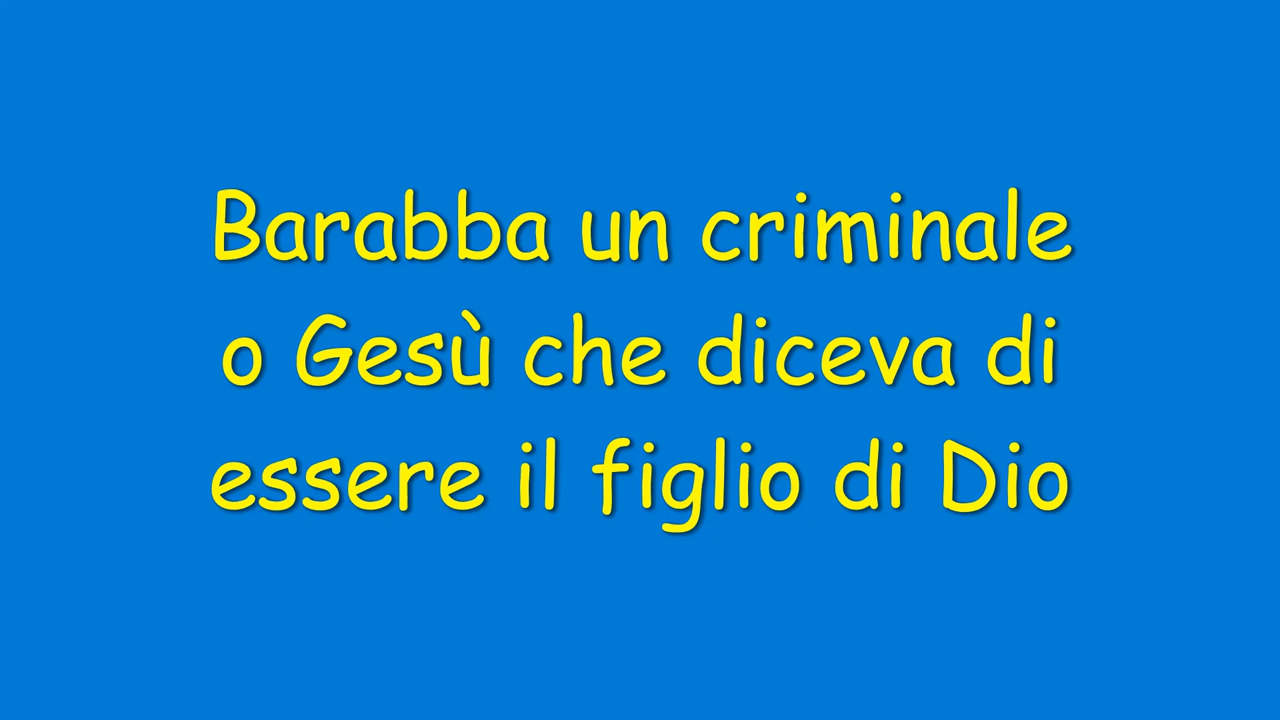 Barabba un criminale
o Gesù che diceva di
essere il figlio di Dio